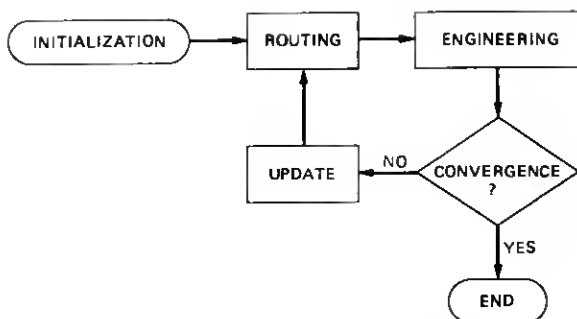 INITIALIZATION
ROUTING
ENGINEERING
UPDATE
NO
CONVERGENCE
?
YES
END